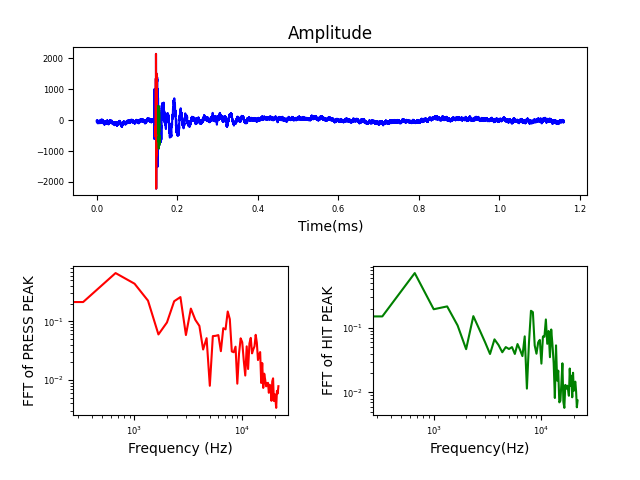 Amplitude
2000
1000
0
−1000
−2000
0.0 0.2 0.4 0.6 0.8 1.0 1.2
Time(ms)
FFT of PRESS PEAK
10⁻¹
10⁻²
10³ 10⁴
Frequency (Hz)
FFT of HIT PEAK
10⁻¹
10⁻²
10³ 10⁴
Frequency(Hz)